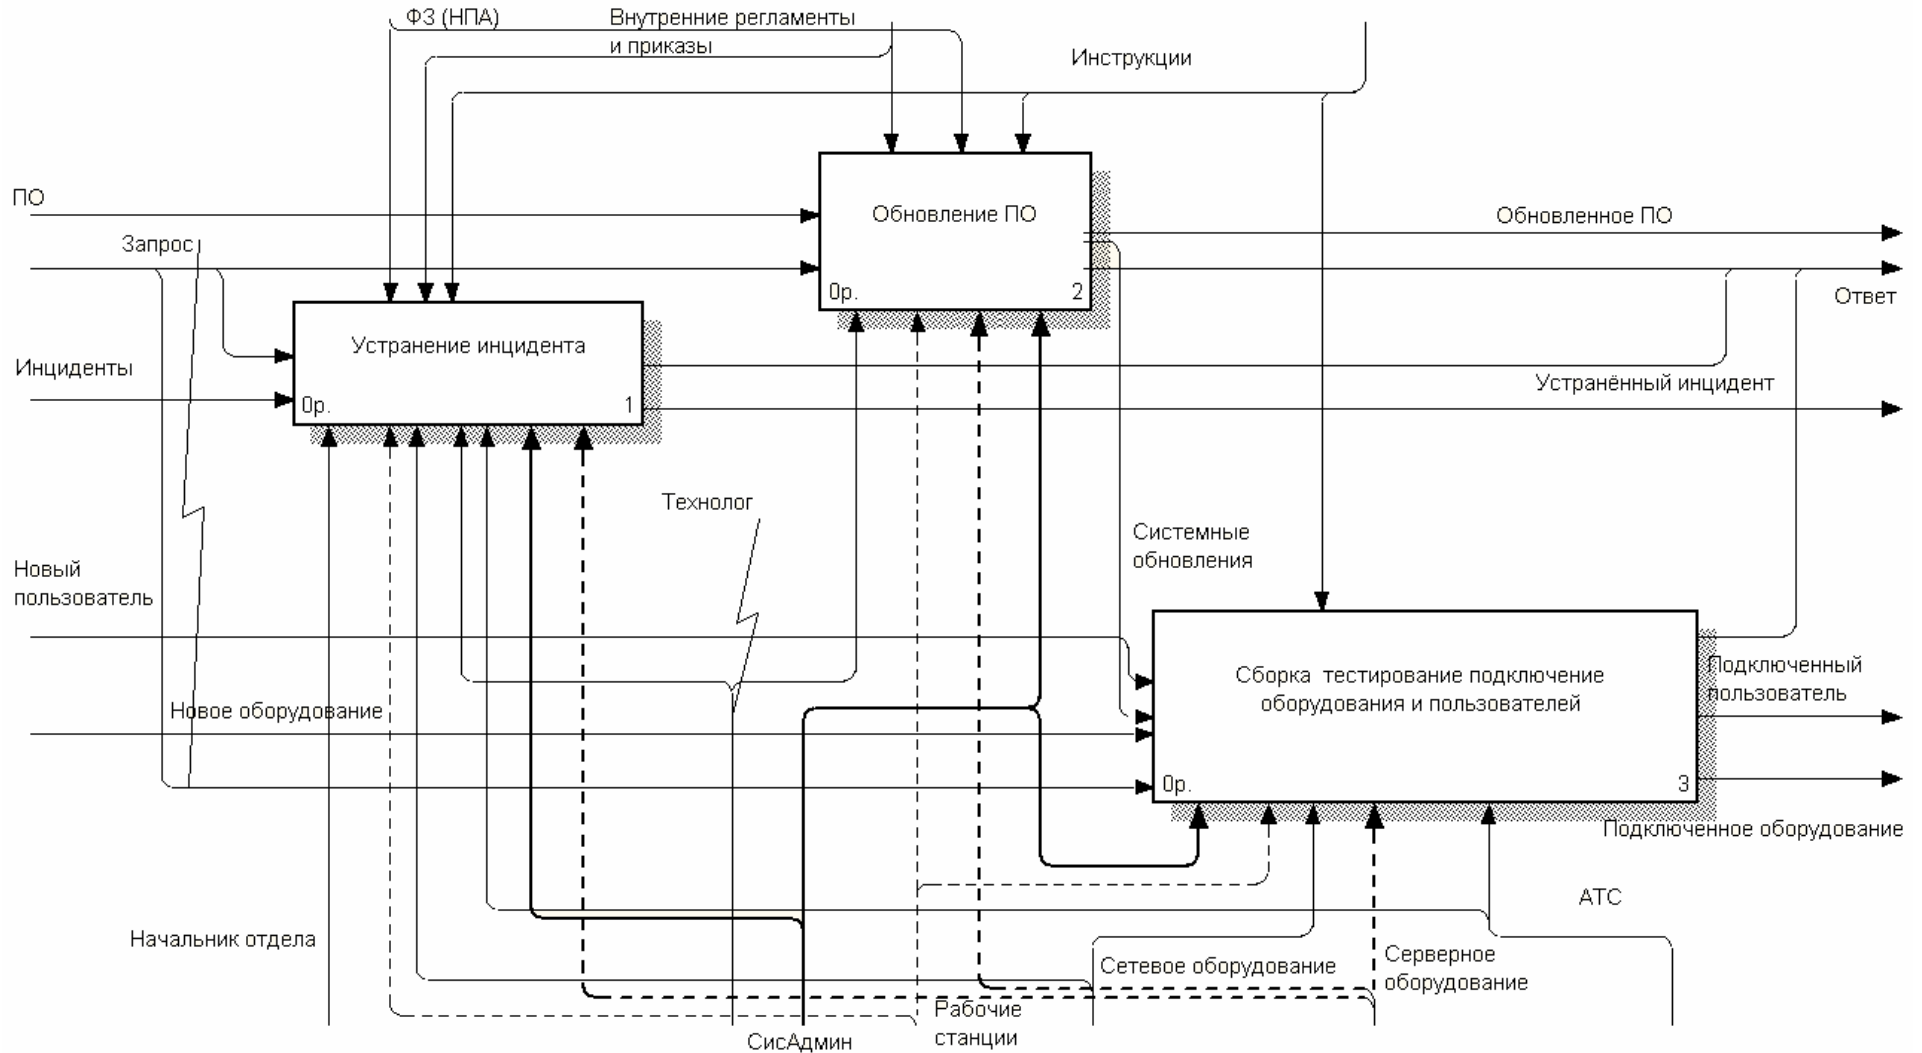 ФЗ (НПА)
Внутренние регламенты
и приказы
Инструкции
ПО
Запрос
Обновление ПО
0р.
2
Обновленное ПО
Ответ
Инциденты
Устранение инцидента
0р.
1
Устранённый инцидент
Технолог
Системные
обновления
Новый
пользователь
Новое оборудование
Сборка тестирование подключение
оборудования и пользователей
0р.
3
Подключенный
пользователь
Подключенное оборудование
АТС
Начальник отдела
Сетевое оборудование
Серверное
оборудование
Рабочие
станции
СисАдмин